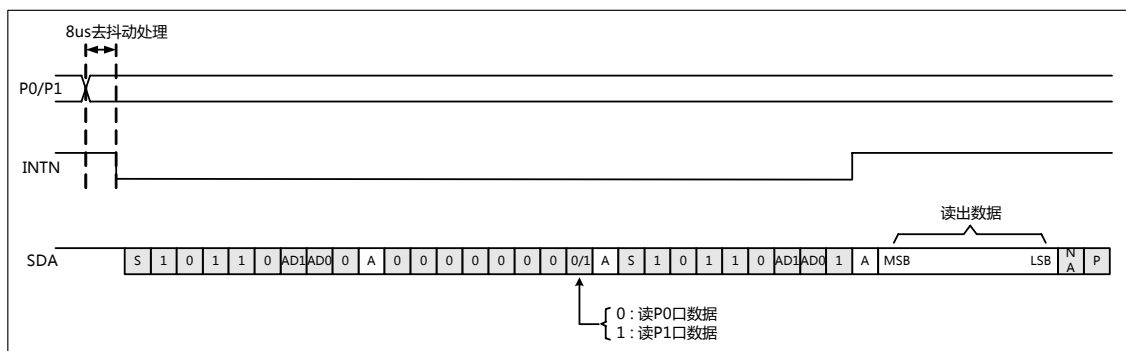 8us去抖动处理
P0/P1
INTN
读出数据
SDA S 1 0 1 1 0 AD1 AD0 0 A 0 0 0 0 0 0 0 0/1 A S 1 0 1 1 0 AD1 AD0 1 A MSB LSB NA P
0：读P0口数据
1：读P1口数据